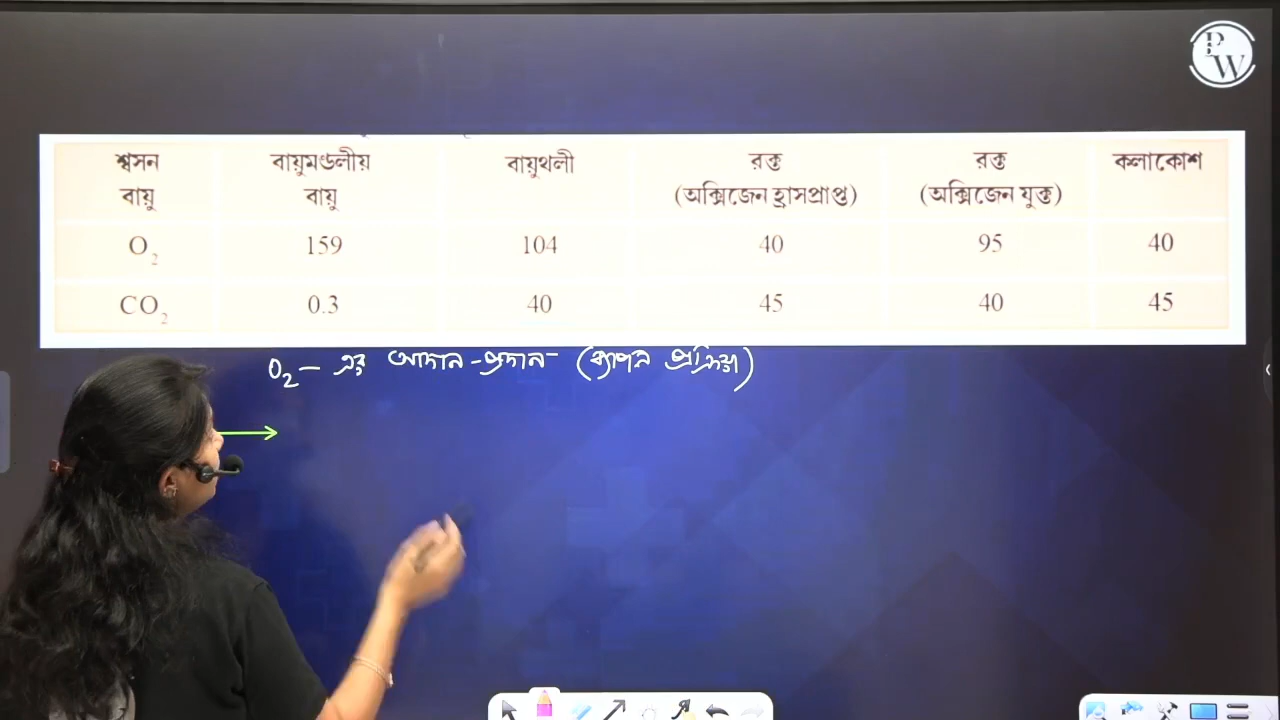 PW
শ্বসন বায়ু	বায়ুমণ্ডলীয় বায়ু	বায়ুথলী	রক্ত (অক্সিজেন হ্রাসপ্রাপ্ত)	রক্ত (অক্সিজেন যুক্ত)	কলাকোশ
O₂	159	104	40	95	40
CO₂	0.3	40	45	40	45
O₂ – এর আদান-প্রদান (ব্যাপন প্রক্রিয়া)